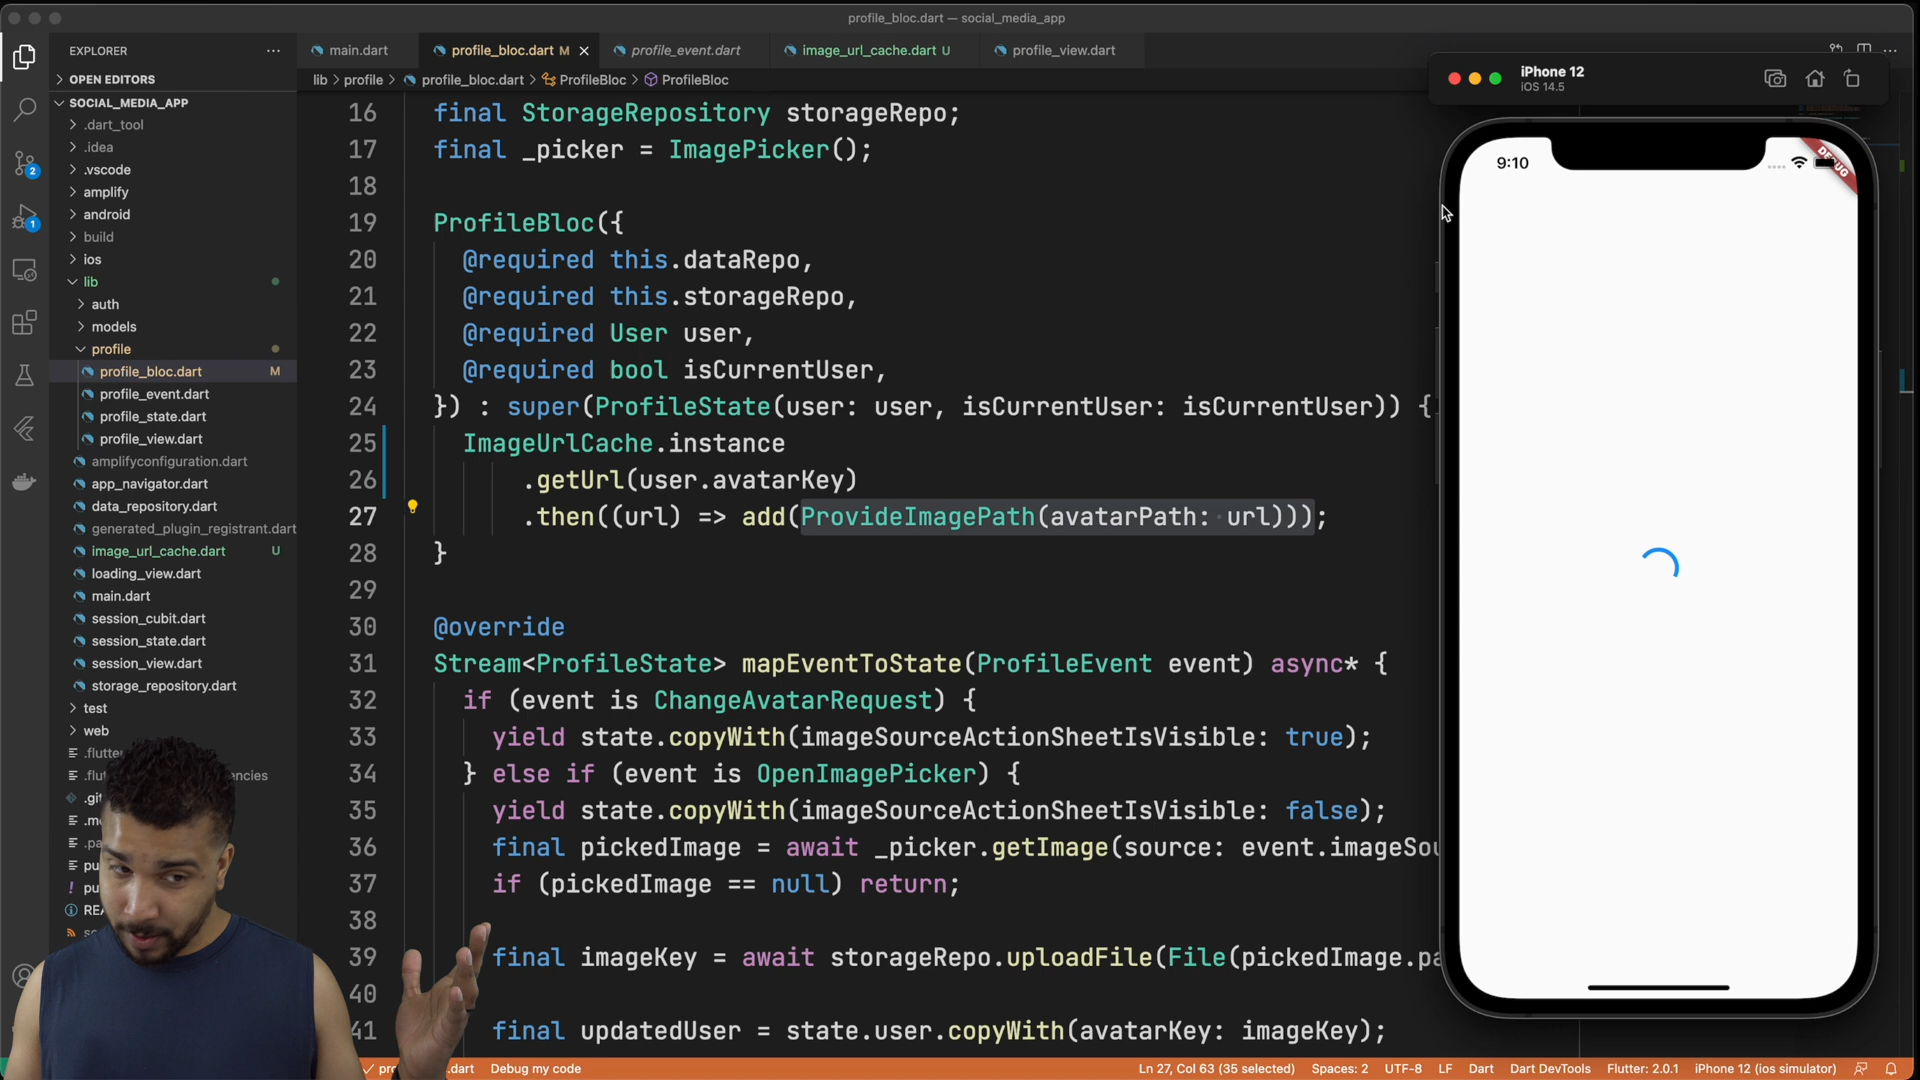 profile_bloc.dart — social_media_app
EXPLORER
OPEN EDITORS
SOCIAL_MEDIA_APP
.dart_tool
.idea
.vscode
amplify
android
build
ios
lib
auth
models
profile
profile_bloc.dart M
profile_event.dart
profile_state.dart
profile_view.dart
amplifyconfiguration.dart
app_navigator.dart
data_repository.dart
generated_plugin_registrant.dart
image_url_cache.dart U
loading_view.dart
main.dart
session_cubit.dart
session_state.dart
session_view.dart
storage_repository.dart
test
web
2
1
main.dart
profile_bloc.dart M
profile_event.dart
image_url_cache.dart U
profile_view.dart
lib > profile > profile_bloc.dart > ProfileBloc > ProfileBloc
16 final StorageRepository storageRepo;
17 final _picker = ImagePicker();
18
19 ProfileBloc({
20 @required this.dataRepo,
21 @required this.storageRepo,
22 @required User user,
23 @required bool isCurrentUser,
24 }) : super(ProfileState(user: user, isCurrentUser: isCurrentUser)) {
25 ImageUrlCache.instance
26 .getUrl(user.avatarKey)
27 .then((url) => add(ProvideImagePath(avatarPath: url)));
28 }
29
30 @override
31 Stream<ProfileState> mapEventToState(ProfileEvent event) async* {
32 if (event is ChangeAvatarRequest) {
33 yield state.copyWith(imageSourceActionSheetIsVisible: true);
34 } else if (event is OpenImagePicker) {
35 yield state.copyWith(imageSourceActionSheetIsVisible: false);
36 final pickedImage = await _picker.getImage(source: event.imageSou
37 if (pickedImage == null) return;
38
39 final imageKey = await storageRepo.uploadFile(File(pickedImage.pa
40
41 final updatedUser = state.user.copyWith(avatarKey: imageKey);
iPhone 12
iOS 14.5
9:10
DEBUG
Debug my code
Ln 27, Col 63 (35 selected)
Spaces: 2
UTF-8
LF
Dart
Dart DevTools
Flutter: 2.0.1
iPhone 12 (ios simulator)